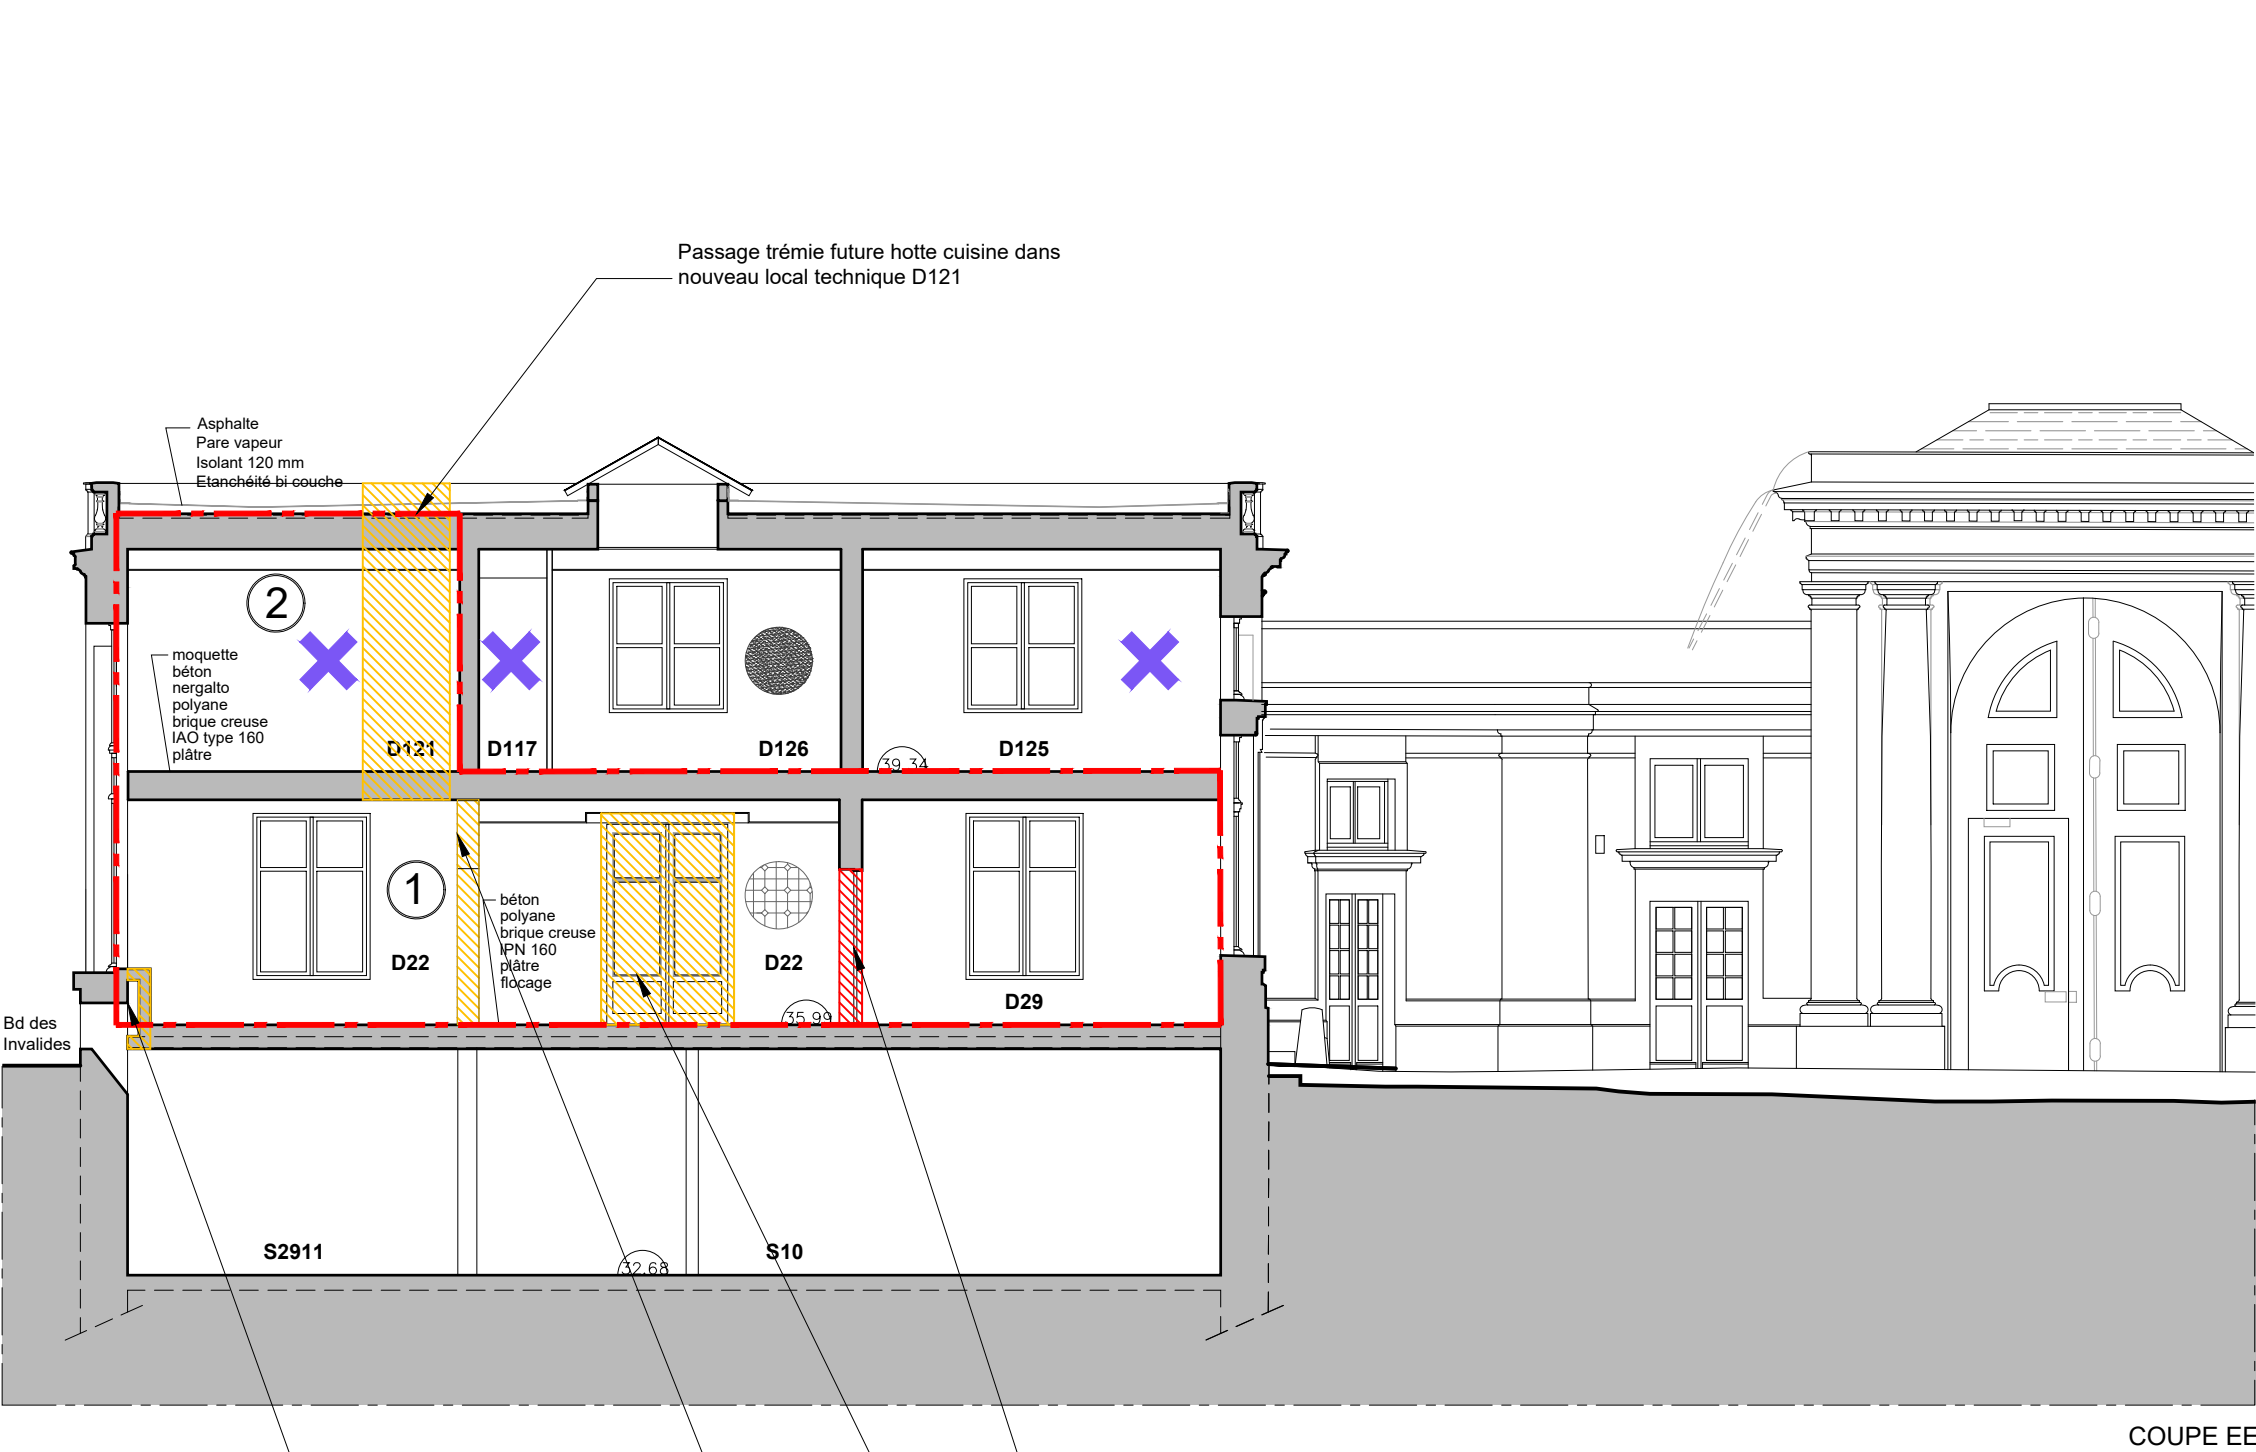 Passage trémie future hotte cuisine dans
nouveau local technique D121
Asphalte
Pare vapeur
Isolant 120 mm
Etanchéité bi couche
2
moquette
béton
nergalto
polyane
brique creuse
IAO type 160
plâtre
D121
D117
D126
D125
39.34
1
béton
polyane
brique creuse
IPN 160
plâtre
flocage
D22
D22
D29
35.99
Bd des
Invalides
S2911
S10
32.68
COUPE EE